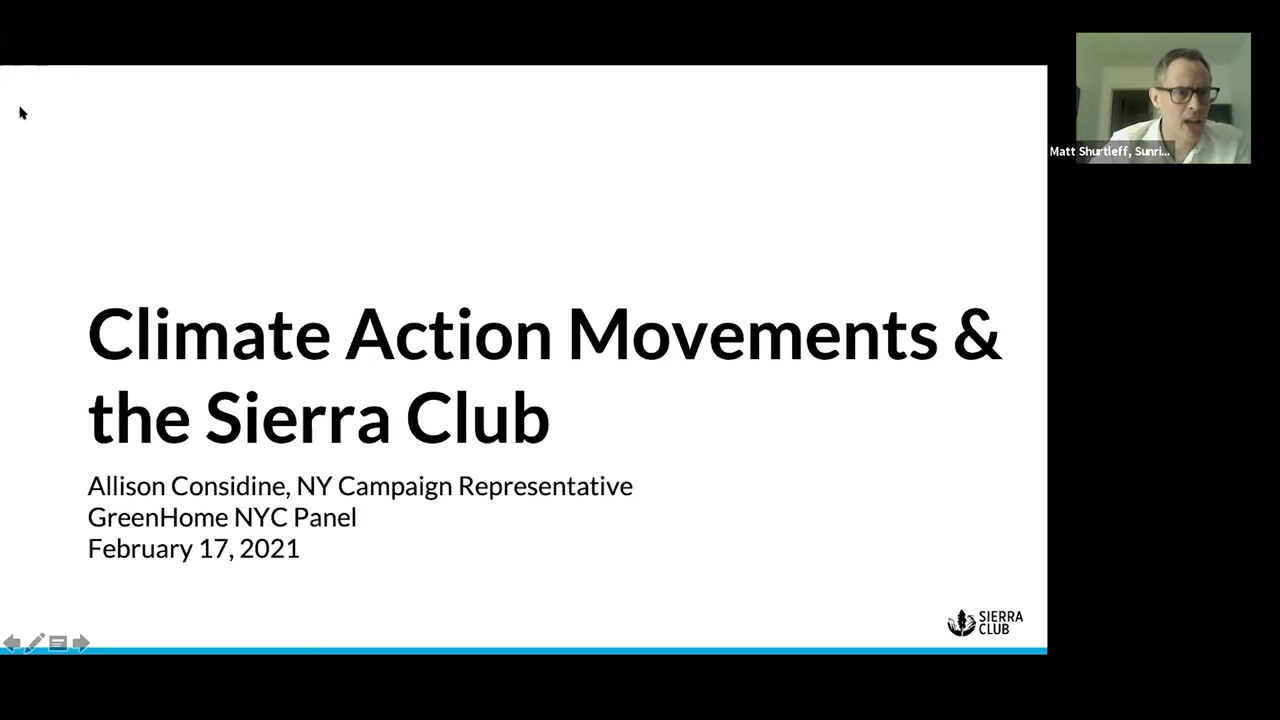 Matt Shurtleff, Sunri...
Climate Action Movements &
the Sierra Club
Allison Considine, NY Campaign Representative
GreenHome NYC Panel
February 17, 2021
SIERRA
CLUB